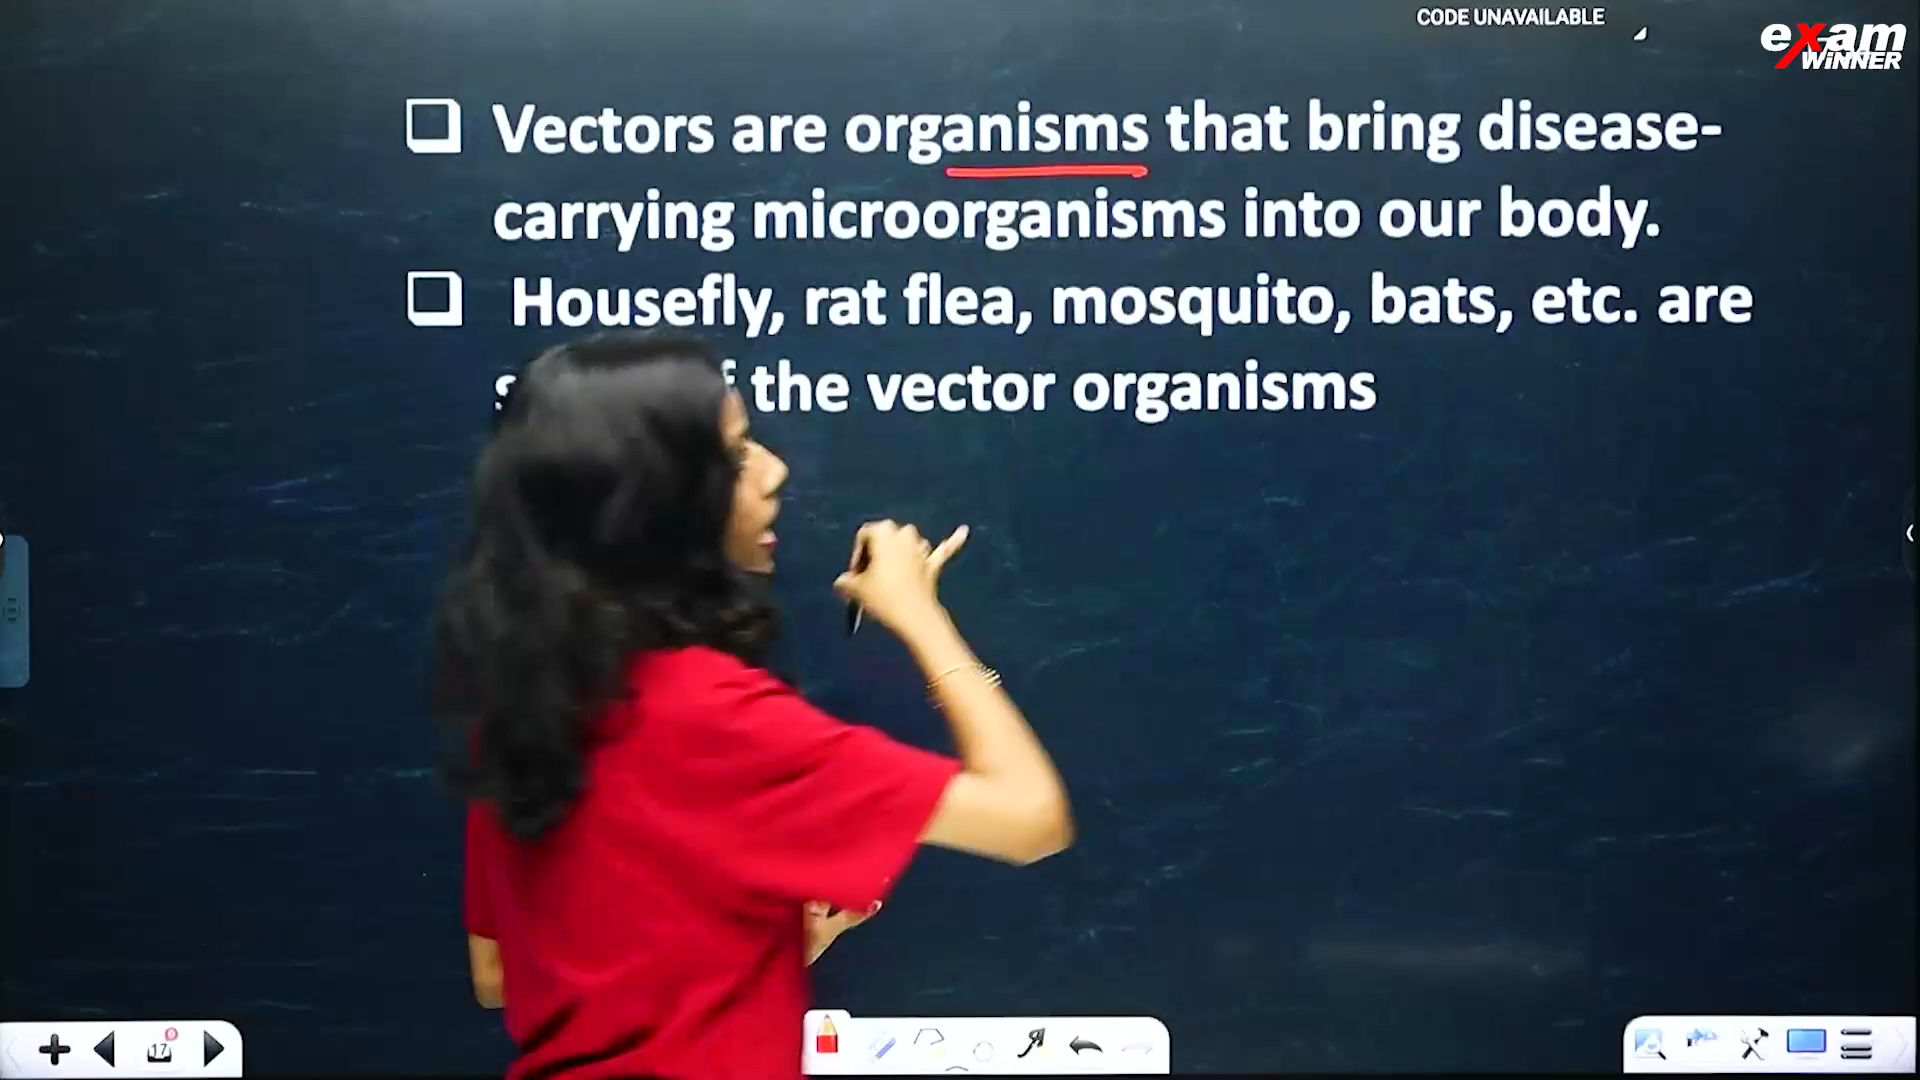 CODE UNAVAILABLE
exam
WINNER
Vectors are organisms that bring disease-
carrying microorganisms into our body.
Housefly, rat flea, mosquito, bats, etc. are
the vector organisms
17